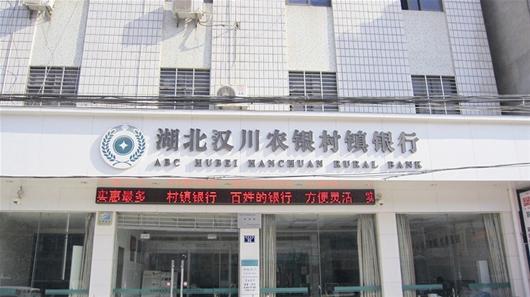 湖北汉川农银村镇银行
ABC HUBEI HANCHUAN RURAL BANK
实惠最多 村镇银行 百姓的银行 方便灵活 实